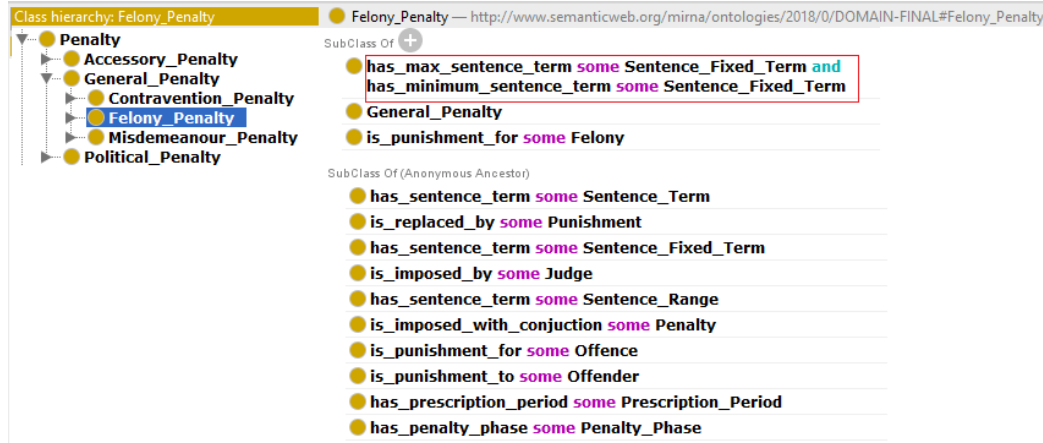 Class hierarchy: Felony_Penalty
Penalty
Accessory_Penalty
General_Penalty
Contravention_Penalty
Felony_Penalty
Misdemeanour_Penalty
Political_Penalty
Felony_Penalty — http://www.semanticweb.org/mirna/ontologies/2018/0/DOMAIN-FINAL#Felony_Penalty
SubClass Of
has_max_sentence_term some Sentence_Fixed_Term and
has_minimum_sentence_term some Sentence_Fixed_Term
General_Penalty
is_punishment_for some Felony
SubClass Of (Anonymous Ancestor)
has_sentence_term some Sentence_Term
is_replaced_by some Punishment
has_sentence_term some Sentence_Fixed_Term
is_imposed_by some Judge
has_sentence_term some Sentence_Range
is_imposed_with_conjuction some Penalty
is_punishment_for some Offence
is_punishment_to some Offender
has_prescription_period some Prescription_Period
has_penalty_phase some Penalty_Phase